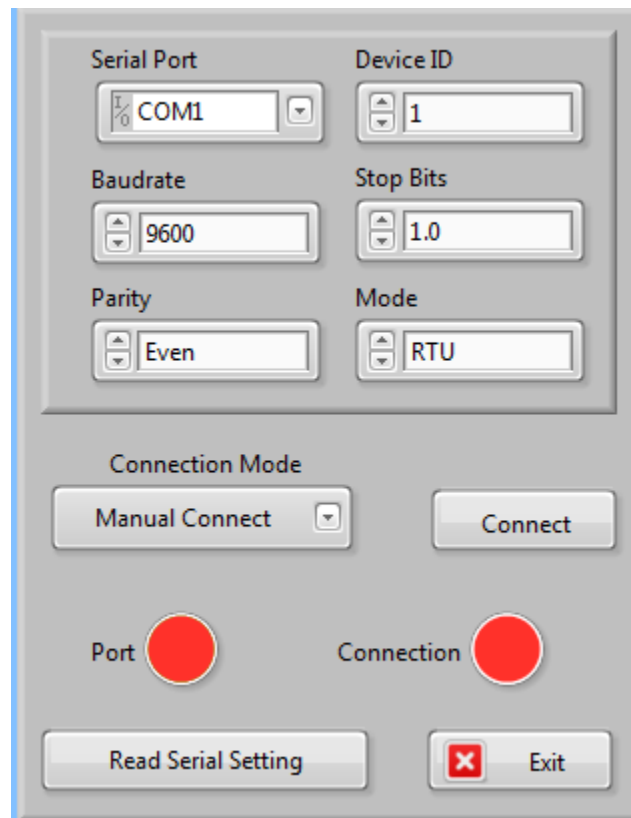 Serial Port
Device ID
I/O COM1
1
Baudrate
Stop Bits
9600
1.0
Parity
Mode
Even
RTU
Connection Mode
Manual Connect
Connect
Port
Connection
Read Serial Setting
Exit